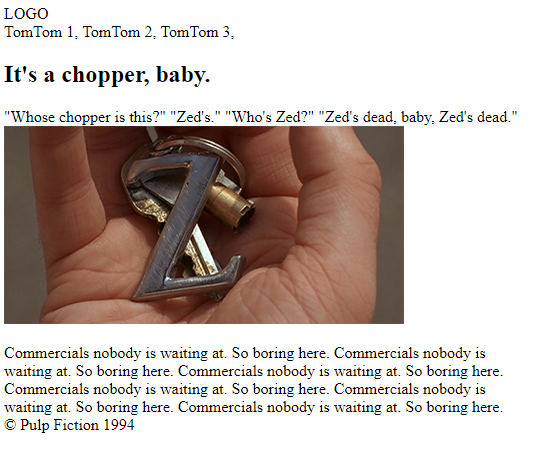 LOGO
TomTom 1, TomTom 2, TomTom 3,
It's a chopper, baby.
"Whose chopper is this?" "Zed's." "Who's Zed?" "Zed's dead, baby, Zed's dead."
Z
Commercials nobody is waiting at. So boring here. Commercials nobody is
waiting at. So boring here. Commercials nobody is waiting at. So boring here.
Commercials nobody is waiting at. So boring here. Commercials nobody is
waiting at. So boring here. Commercials nobody is waiting at. So boring here.
© Pulp Fiction 1994